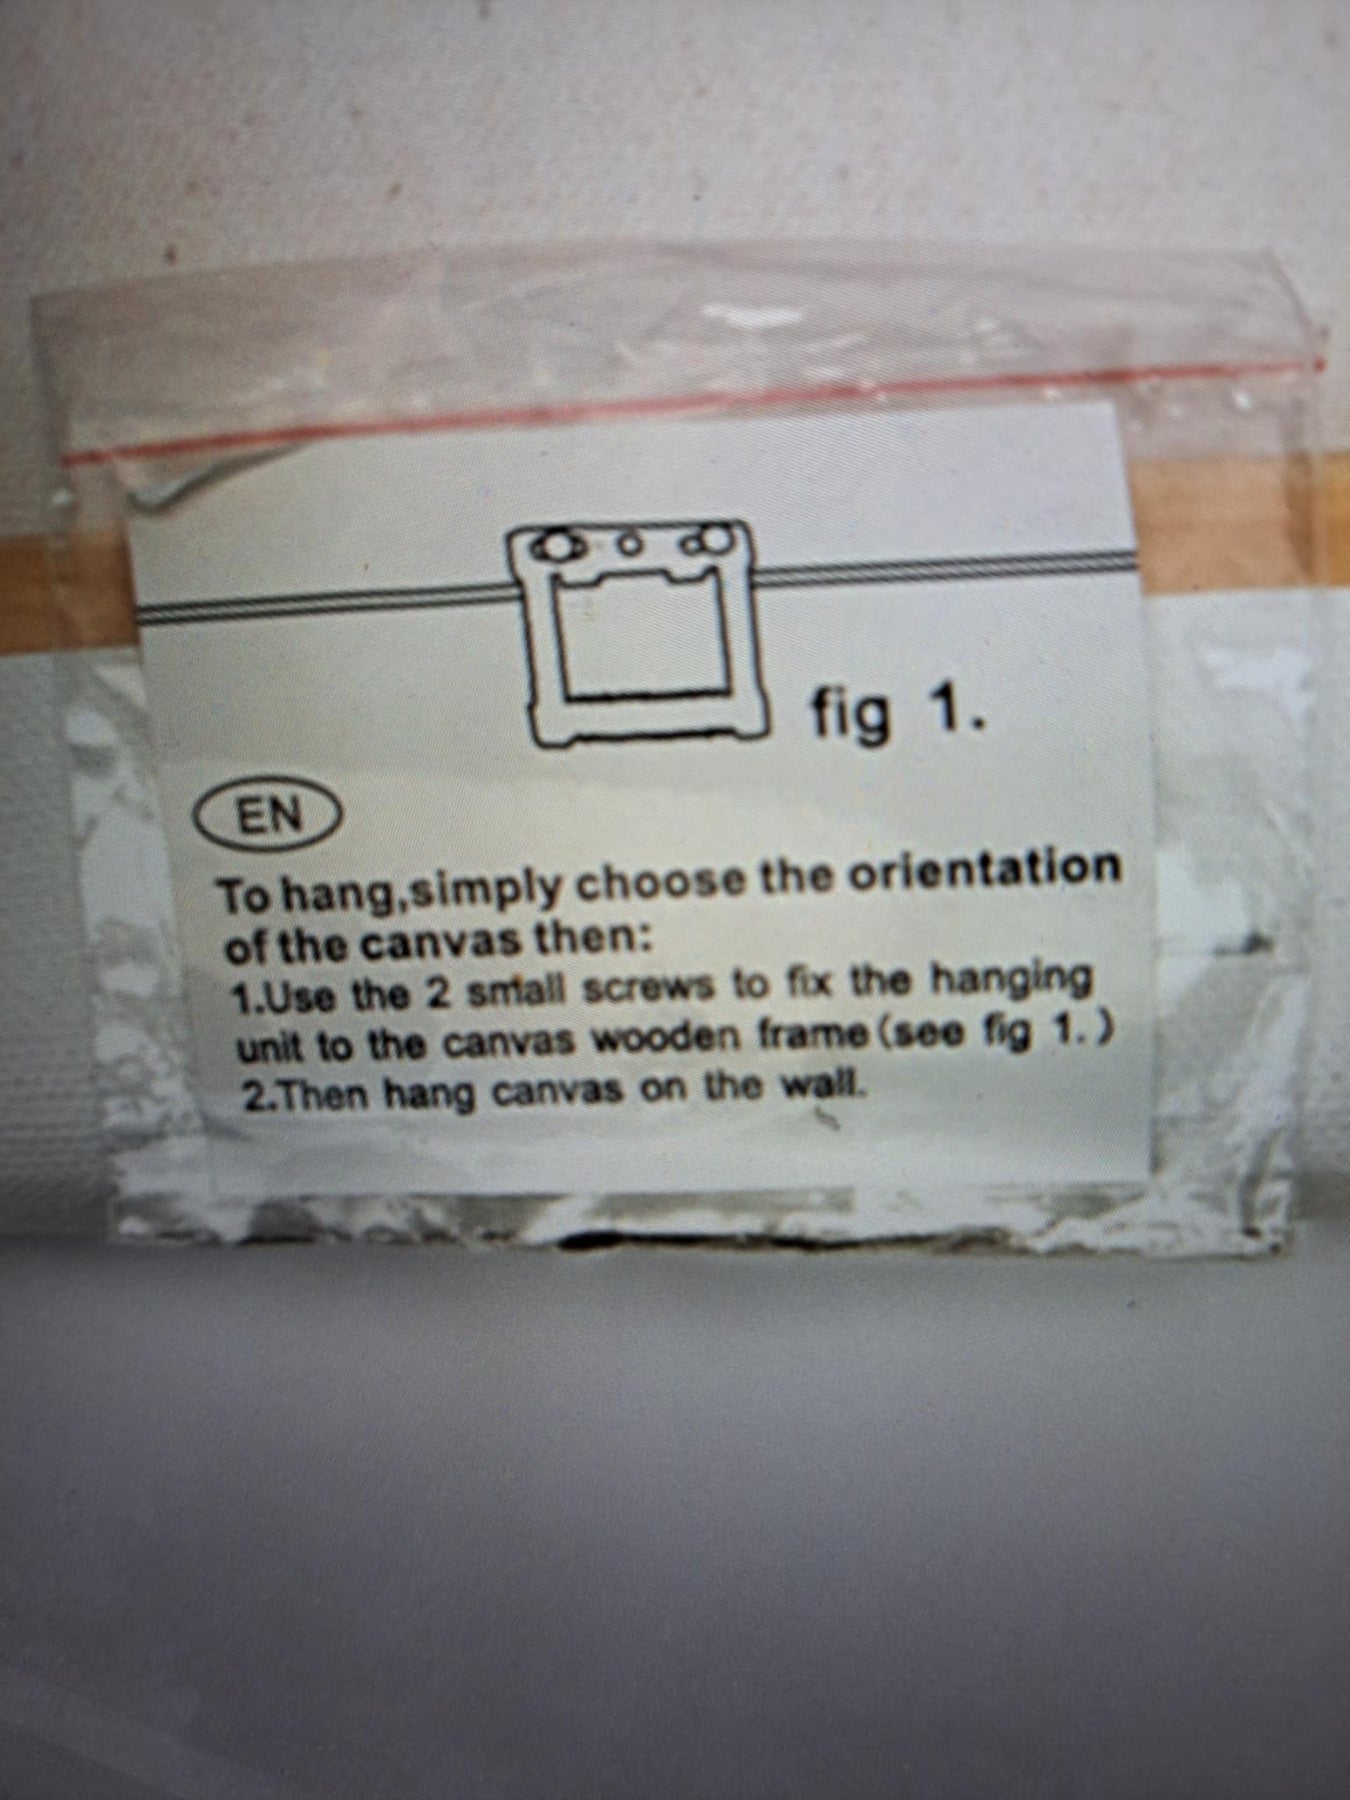 fig 1.
EN
To hang,simply choose the orientation
of the canvas then:
1.Use the 2 small screws to fix the hanging
unit to the canvas wooden frame(see fig 1.)
2.Then hang canvas on the wall.